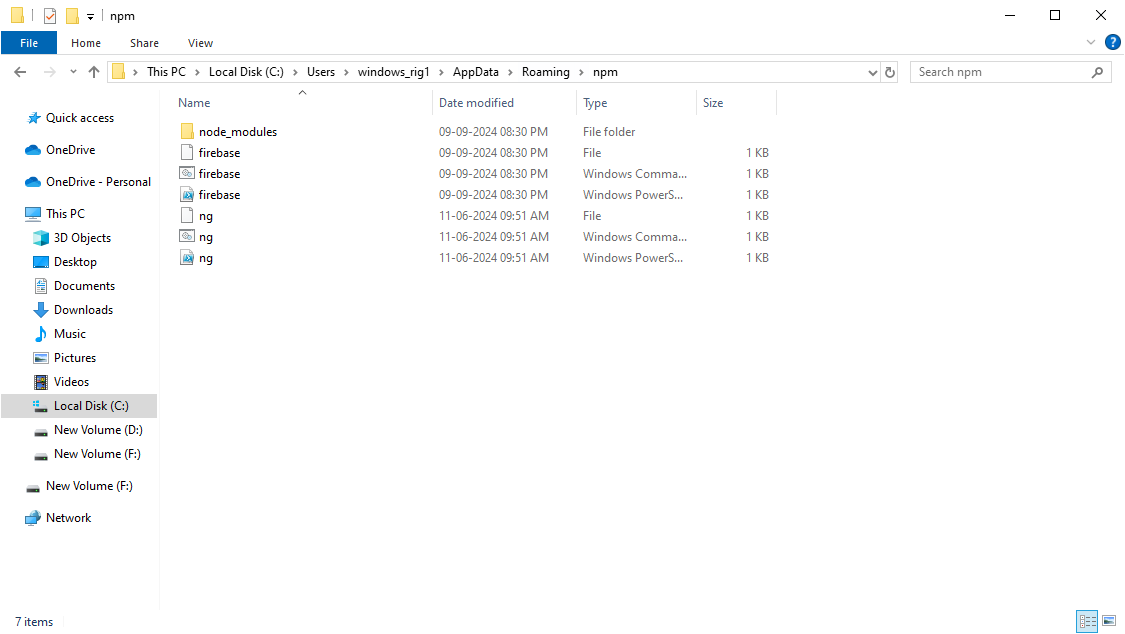 npm
File Home Share View
This PC Local Disk (C:) Users windows_rig1 AppData Roaming npm Search npm
Name Date modified Type Size
Quick access
OneDrive
OneDrive - Personal
This PC
3D Objects
Desktop
Documents
Downloads
Music
Pictures
Videos
Local Disk (C:)
New Volume (D:)
New Volume (F:)
New Volume (F:)
Network
node_modules 09-09-2024 08:30 PM File folder
firebase 09-09-2024 08:30 PM File 1 KB
firebase 09-09-2024 08:30 PM Windows Comma... 1 KB
firebase 09-09-2024 08:30 PM Windows PowerS... 1 KB
ng 11-06-2024 09:51 AM File 1 KB
ng 11-06-2024 09:51 AM Windows Comma... 1 KB
ng 11-06-2024 09:51 AM Windows PowerS... 1 KB
7 items